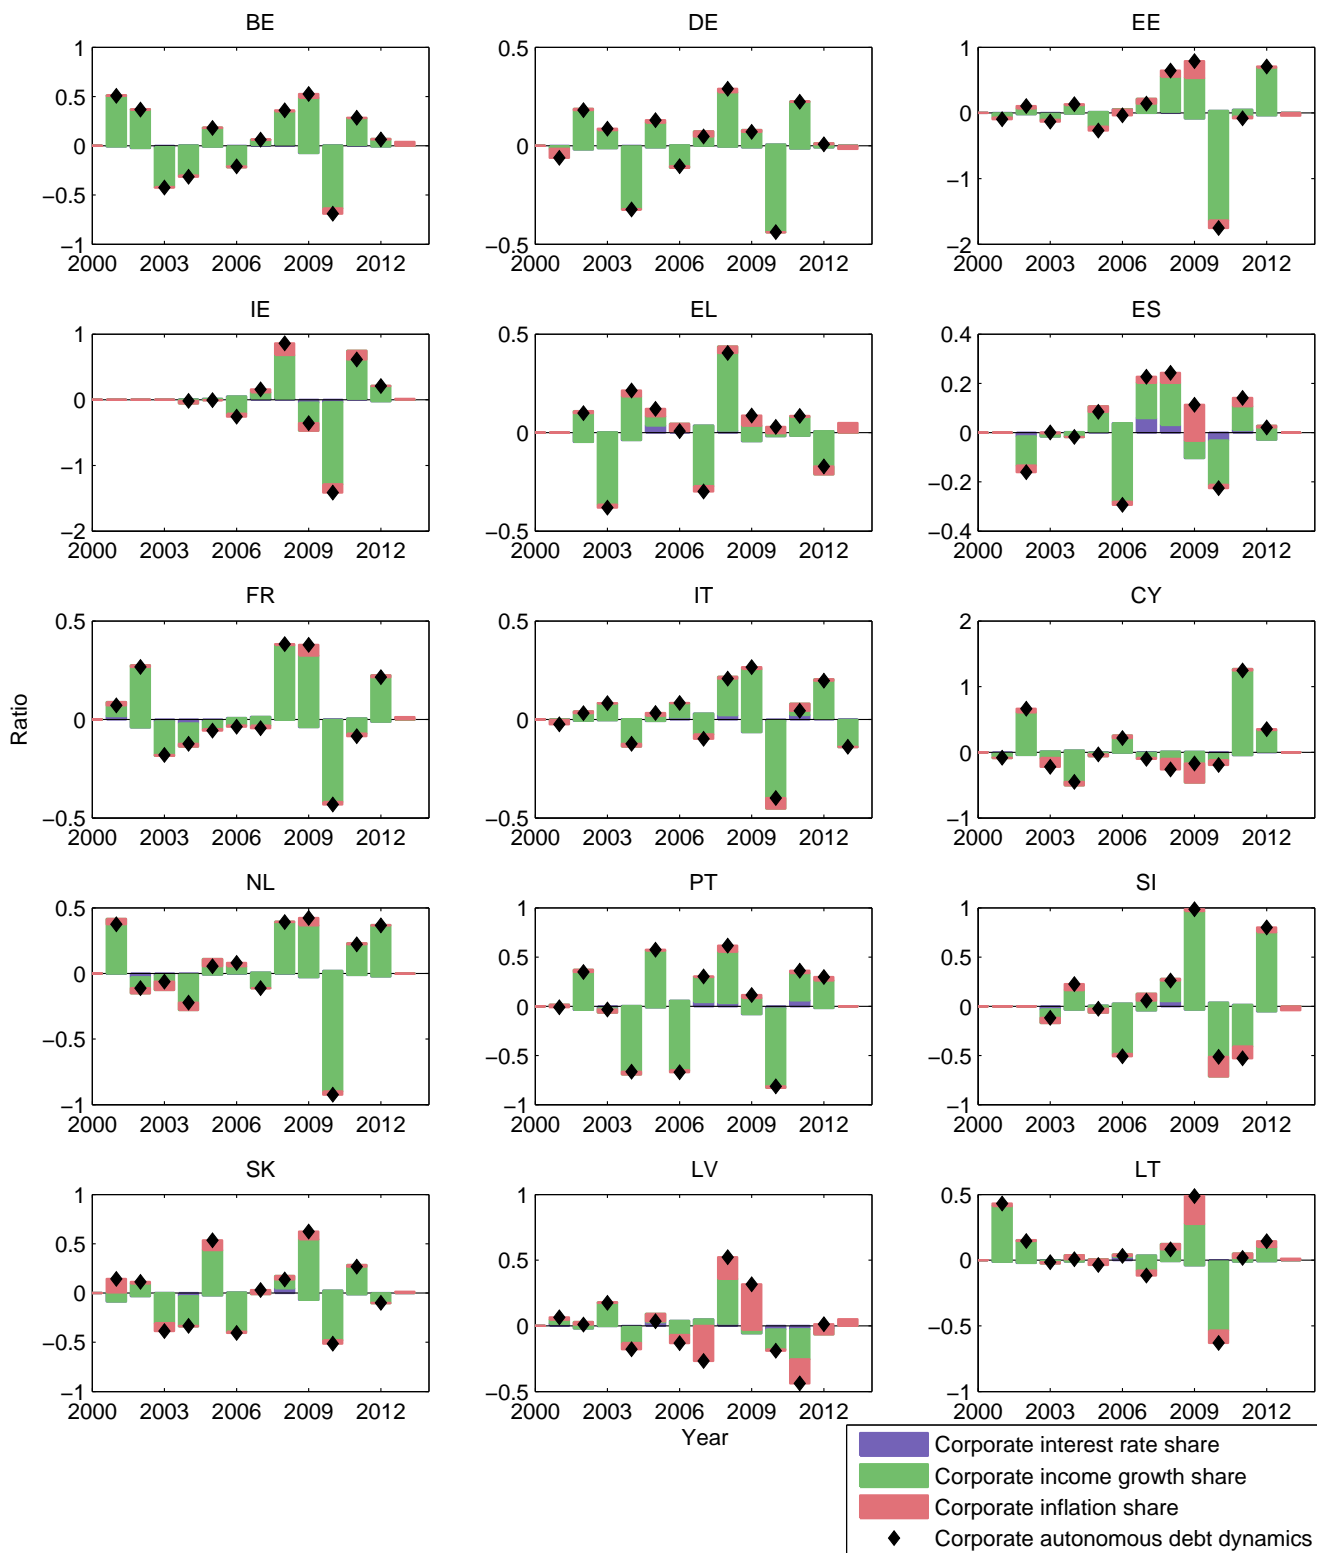 BE DE EE
1 0.5 1
0.5 0
0 0 −1
−0.5
−1 −0.5 −2
2000 2003 2006 2009 2012 2000 2003 2006 2009 2012 2000 2003 2006 2009 2012
IE EL ES
1 0.5 0.4
0 0.2
0 0
−1 −0.2
−2 −0.5 −0.4
2000 2003 2006 2009 2012 2000 2003 2006 2009 2012 2000 2003 2006 2009 2012
FR IT CY
0.5 0.5 2
1
0 0 0
−0.5 −0.5 −1
2000 2003 2006 2009 2012 2000 2003 2006 2009 2012 2000 2003 2006 2009 2012
Ratio
NL PT SI
0.5 1 1
0 0.5 0.5
0 0
−0.5 −0.5 −0.5
−1 −1 −1
2000 2003 2006 2009 2012 2000 2003 2006 2009 2012 2000 2003 2006 2009 2012
SK LV LT
1 1 0.5
0.5 0.5 0
0 0 −0.5
−0.5
−1 −0.5 −1
2000 2003 2006 2009 2012 2000 2003 2006 2009 2012 2000 2003 2006 2009 2012
Year
Corporate interest rate share
Corporate income growth share
Corporate inflation share
Corporate autonomous debt dynamics